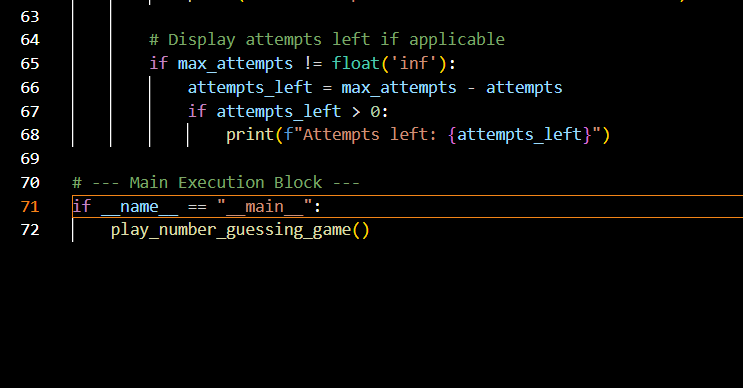 63
64 # Display attempts left if applicable
65 if max_attempts != float('inf'):
66 attempts_left = max_attempts - attempts
67 if attempts_left > 0:
68 print(f"Attempts left: {attempts_left}")
69
70 # --- Main Execution Block ---
71 if __name__ == "__main__":
72 play_number_guessing_game()